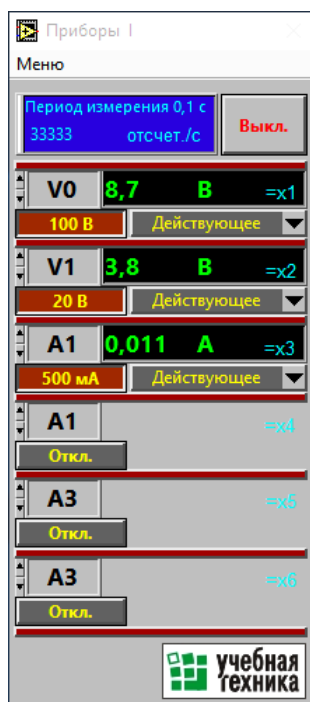 Приборы I
Меню
Период измерения 0,1 с
33333 отсчет./с
Выкл.
V0 8,7 В =x1
100 В Действующее
V1 3,8 В =x2
20 В Действующее
A1 0,011 А =x3
500 мА Действующее
A1 =x4
Откл.
A3 =x5
Откл.
A3 =x6
Откл.
учебная
техника